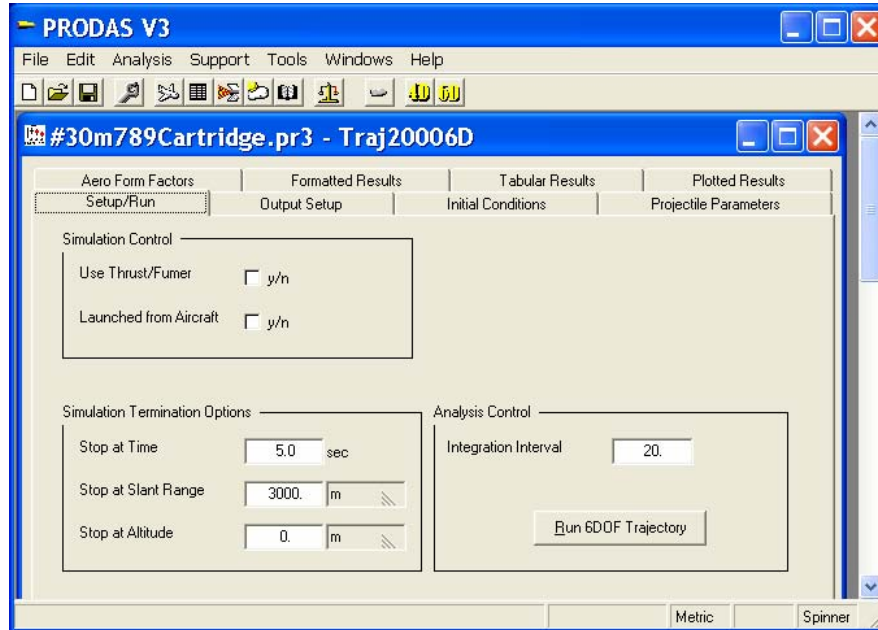 PRODAS V3
File Edit Analysis Support Tools Windows Help
#30m789Cartridge.pr3 - Traj20006D
Aero Form Factors Formatted Results Tabular Results Plotted Results
Setup/Run Output Setup Initial Conditions Projectile Parameters
Simulation Control
Use Thrust/Fumer y/n
Launched from Aircraft y/n
Simulation Termination Options
Stop at Time 5.0 sec
Stop at Slant Range 3000. m
Stop at Altitude 0. m
Analysis Control
Integration Interval 20.
Run 6DOF Trajectory
Metric Spinner